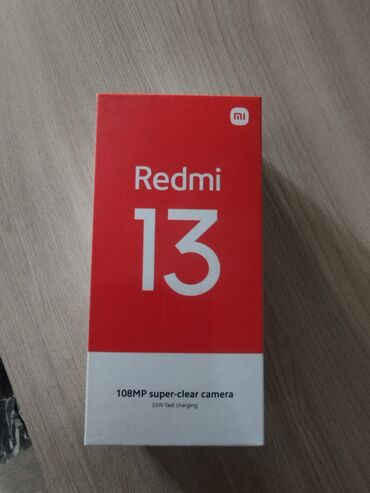 mi
Redmi
13
108MP super-clear camera
33W fast charging